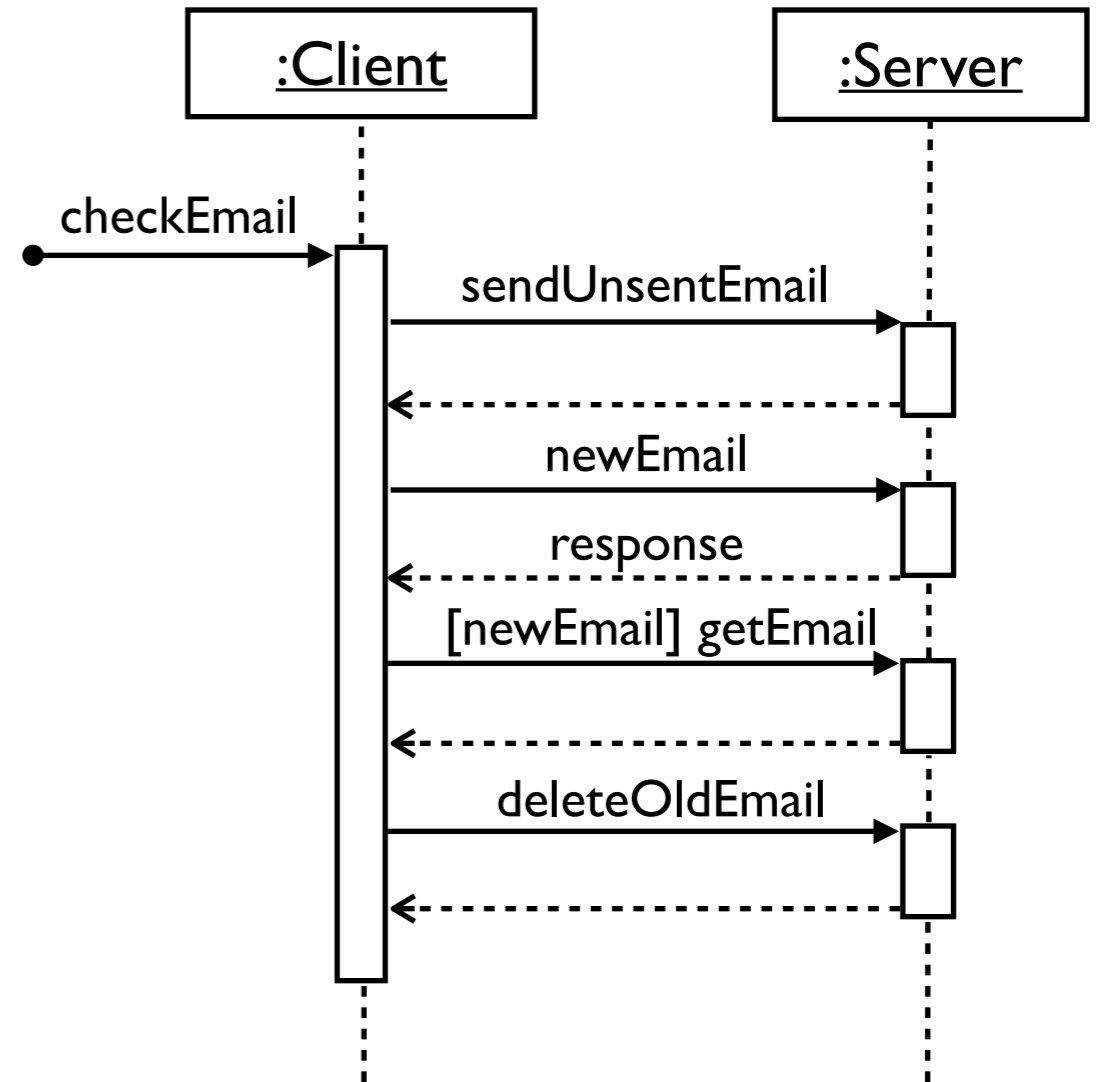 :Client
:Server
checkEmail
sendUnsentEmail
newEmail
response
[newEmail] getEmail
deleteOldEmail